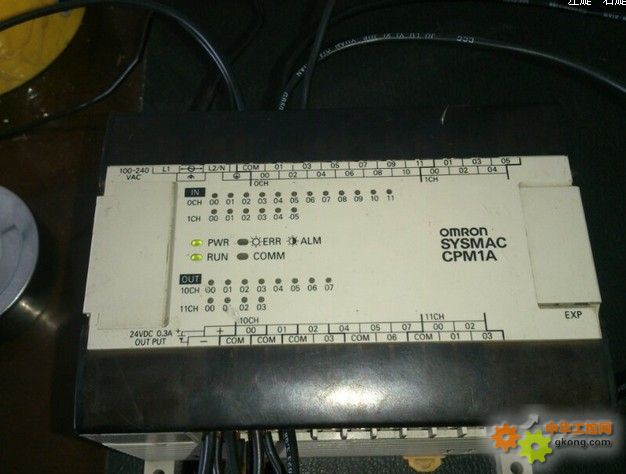 左旋 右旋
CCC
100-240 VAC L1 L2/N COM 01 03 05 07 09 11 01 03 05
00 02 04 06 08 10 00 02 04
0CH 1CH
IN
0CH 00 01 02 03 04 05 06 07 08 09 10 11
1CH 00 01 02 03 04 05
PWR ERR ALM
RUN COMM
omron
SYSMAC
CPM1A
OUT
10CH 00 01 02 03 04 05 06 07
11CH 00 01 02 03
EXP
10CH 11CH
24VDC 0.3A + 00 01 02 04 05 07 00 02
OUT PUT - COM COM COM 03 COM 06 COM 01 03
中华工控网
gkong.com